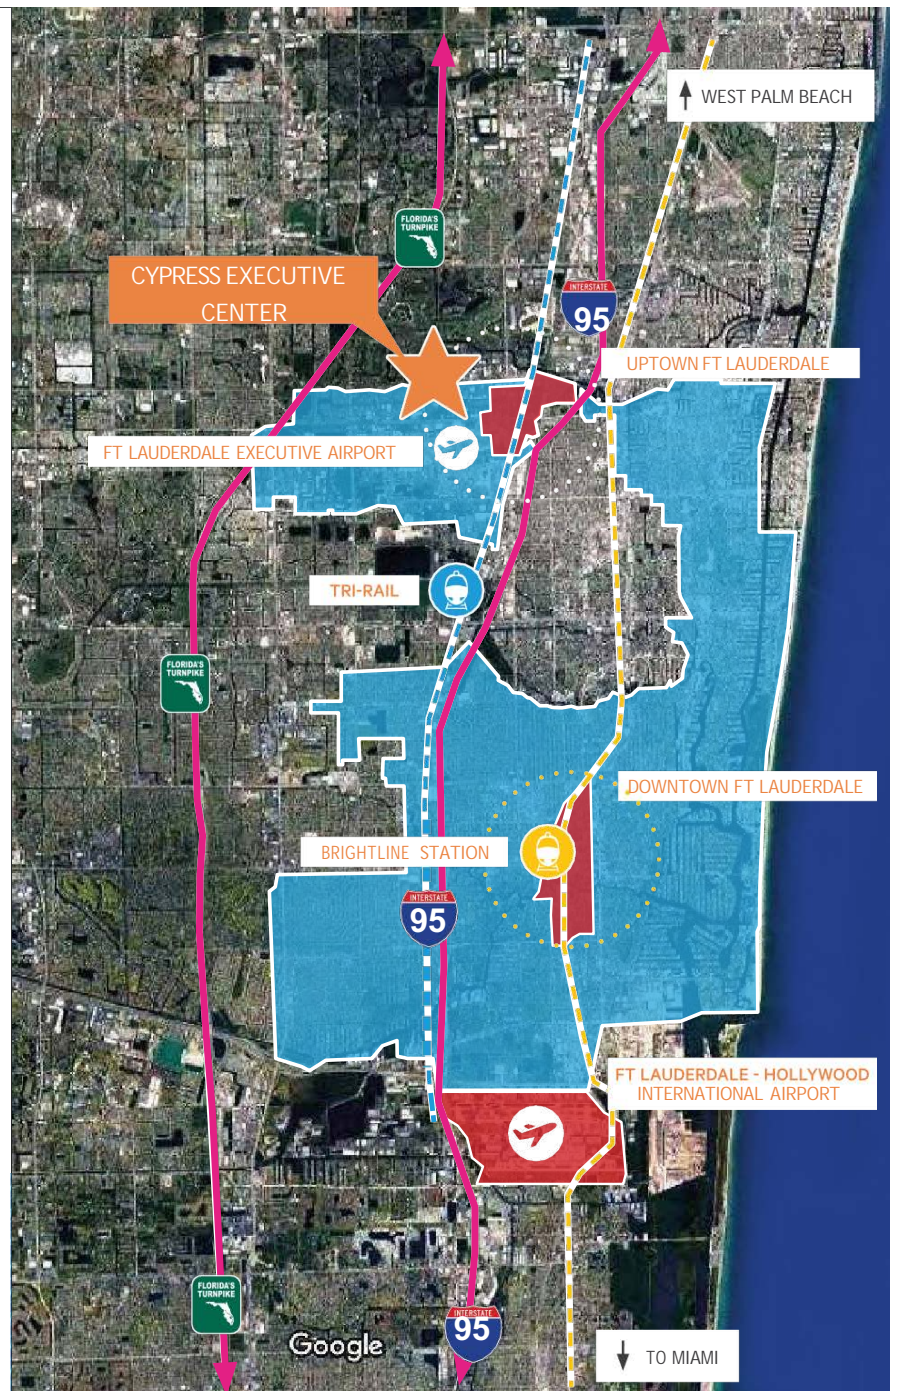 WEST PALM BEACH
FLORIDA'S
TURNPIKE
CYPRESS EXECUTIVE
CENTER
INTERSTATE
95
UPTOWN FT LAUDERDALE
FT LAUDERDALE EXECUTIVE AIRPORT
TRI-RAIL
FLORIDA'S
TURNPIKE
DOWNTOWN FT LAUDERDALE
BRIGHTLINE STATION
INTERSTATE
95
FT LAUDERDALE - HOLLYWOOD
INTERNATIONAL AIRPORT
FLORIDA'S
TURNPIKE
INTERSTATE
95
Google
TO MIAMI